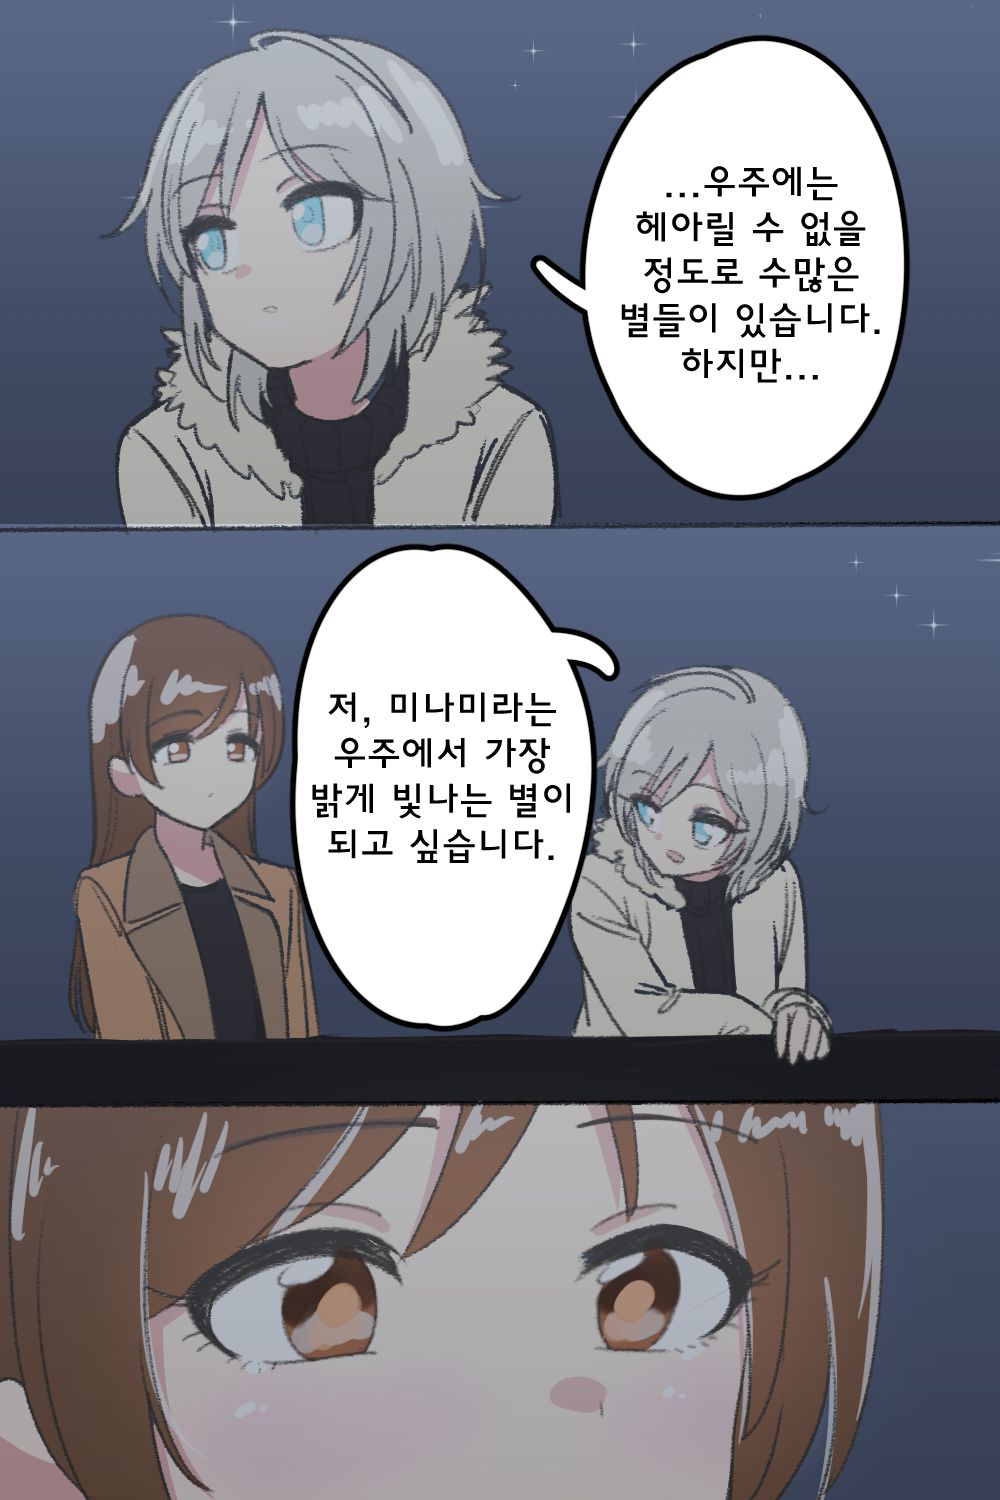 ...우주에는
헤아릴 수 없을
정도로 수많은
별들이 있습니다.
하지만...
저, 미나미라는
우주에서 가장
밝게 빛나는 별이
되고 싶습니다.